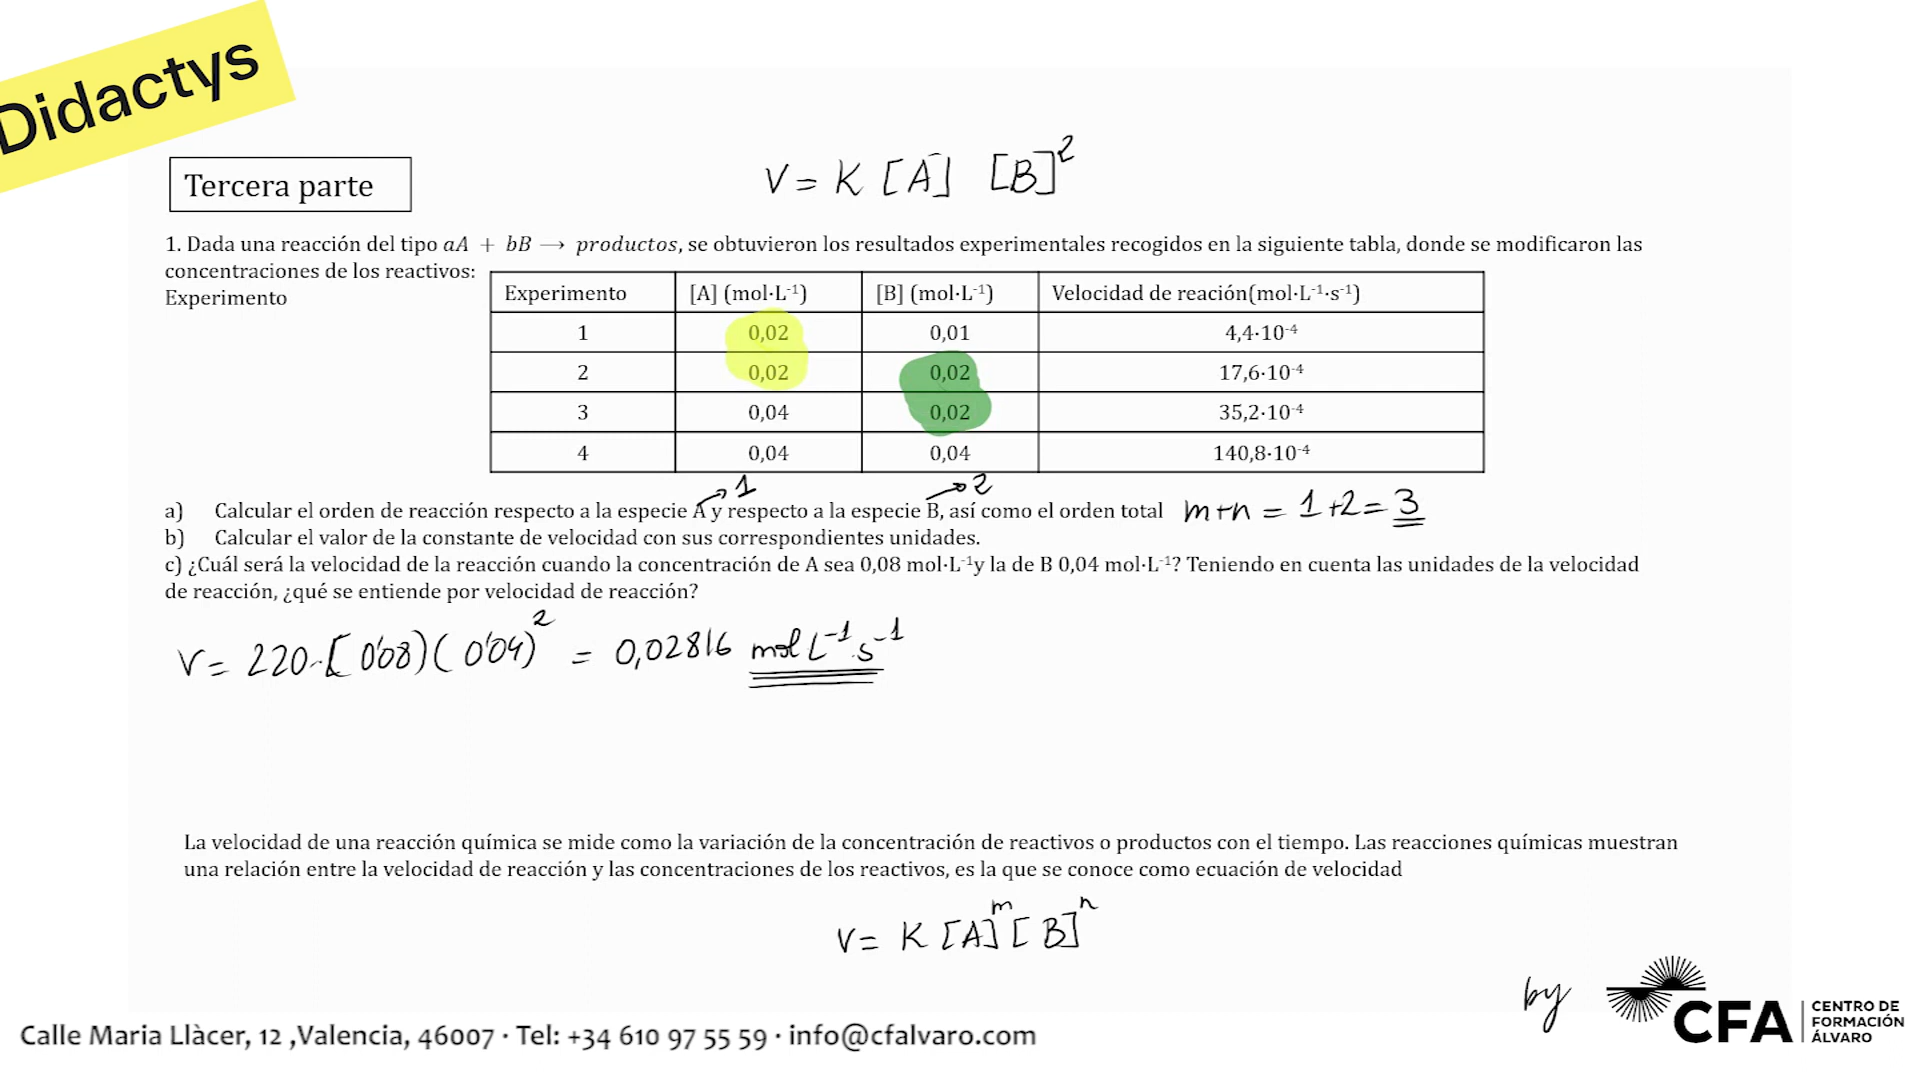 Didactys
V = K [A] [B]²
Tercera parte
1. Dada una reacción del tipo aA + bB → productos, se obtuvieron los resultados experimentales recogidos en la siguiente tabla, donde se modificaron las
concentraciones de los reactivos:
Experimento
Experimento [A] (mol·L⁻¹) [B] (mol·L⁻¹) Velocidad de reación(mol·L⁻¹·s⁻¹)
1 0,02 0,01 4,4·10⁻⁴
2 0,02 0,02 17,6·10⁻⁴
3 0,04 0,02 35,2·10⁻⁴
4 0,04 0,04 140,8·10⁻⁴
→ 1 → 2
a) Calcular el orden de reacción respecto a la especie A y respecto a la especie B, así como el orden total m+n = 1+2 = 3
b) Calcular el valor de la constante de velocidad con sus correspondientes unidades.
c) ¿Cuál será la velocidad de la reacción cuando la concentración de A sea 0,08 mol·L⁻¹y la de B 0,04 mol·L⁻¹? Teniendo en cuenta las unidades de la velocidad
de reacción, ¿qué se entiende por velocidad de reacción?
V = 220·[0'08)(0'04)² = 0,02816 mol L⁻¹·s⁻¹
La velocidad de una reacción química se mide como la variación de la concentración de reactivos o productos con el tiempo. Las reacciones químicas muestran
una relación entre la velocidad de reacción y las concentraciones de los reactivos, es la que se conoce como ecuación de velocidad
V = K [A]ᵐ [B]ⁿ
by CFA CENTRO DE
FORMACIÓN
ÁLVARO
Calle Maria Llàcer, 12 ,Valencia, 46007 · Tel: +34 610 97 55 59 · info@cfalvaro.com